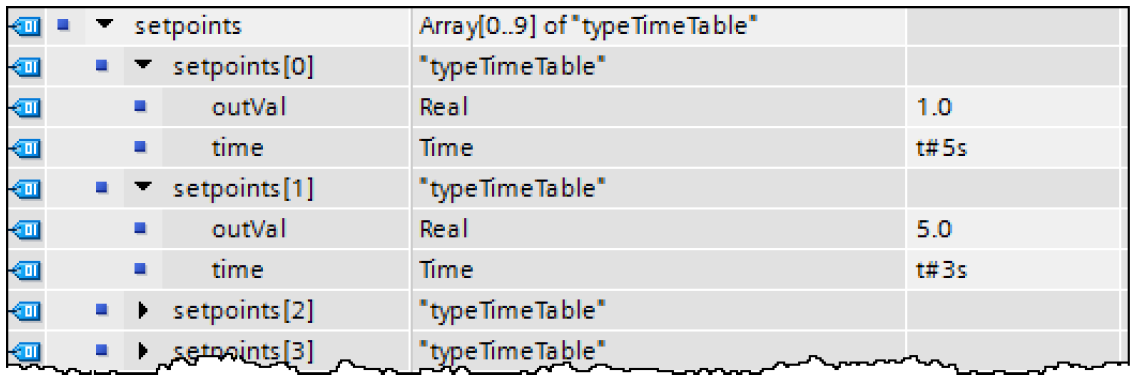 setpoints Array[0..9] of "typeTimeTable"
setpoints[0] "typeTimeTable"
outVal Real 1.0
time Time t#5s
setpoints[1] "typeTimeTable"
outVal Real 5.0
time Time t#3s
setpoints[2] "typeTimeTable"
setpoints[3] "typeTimeTable"